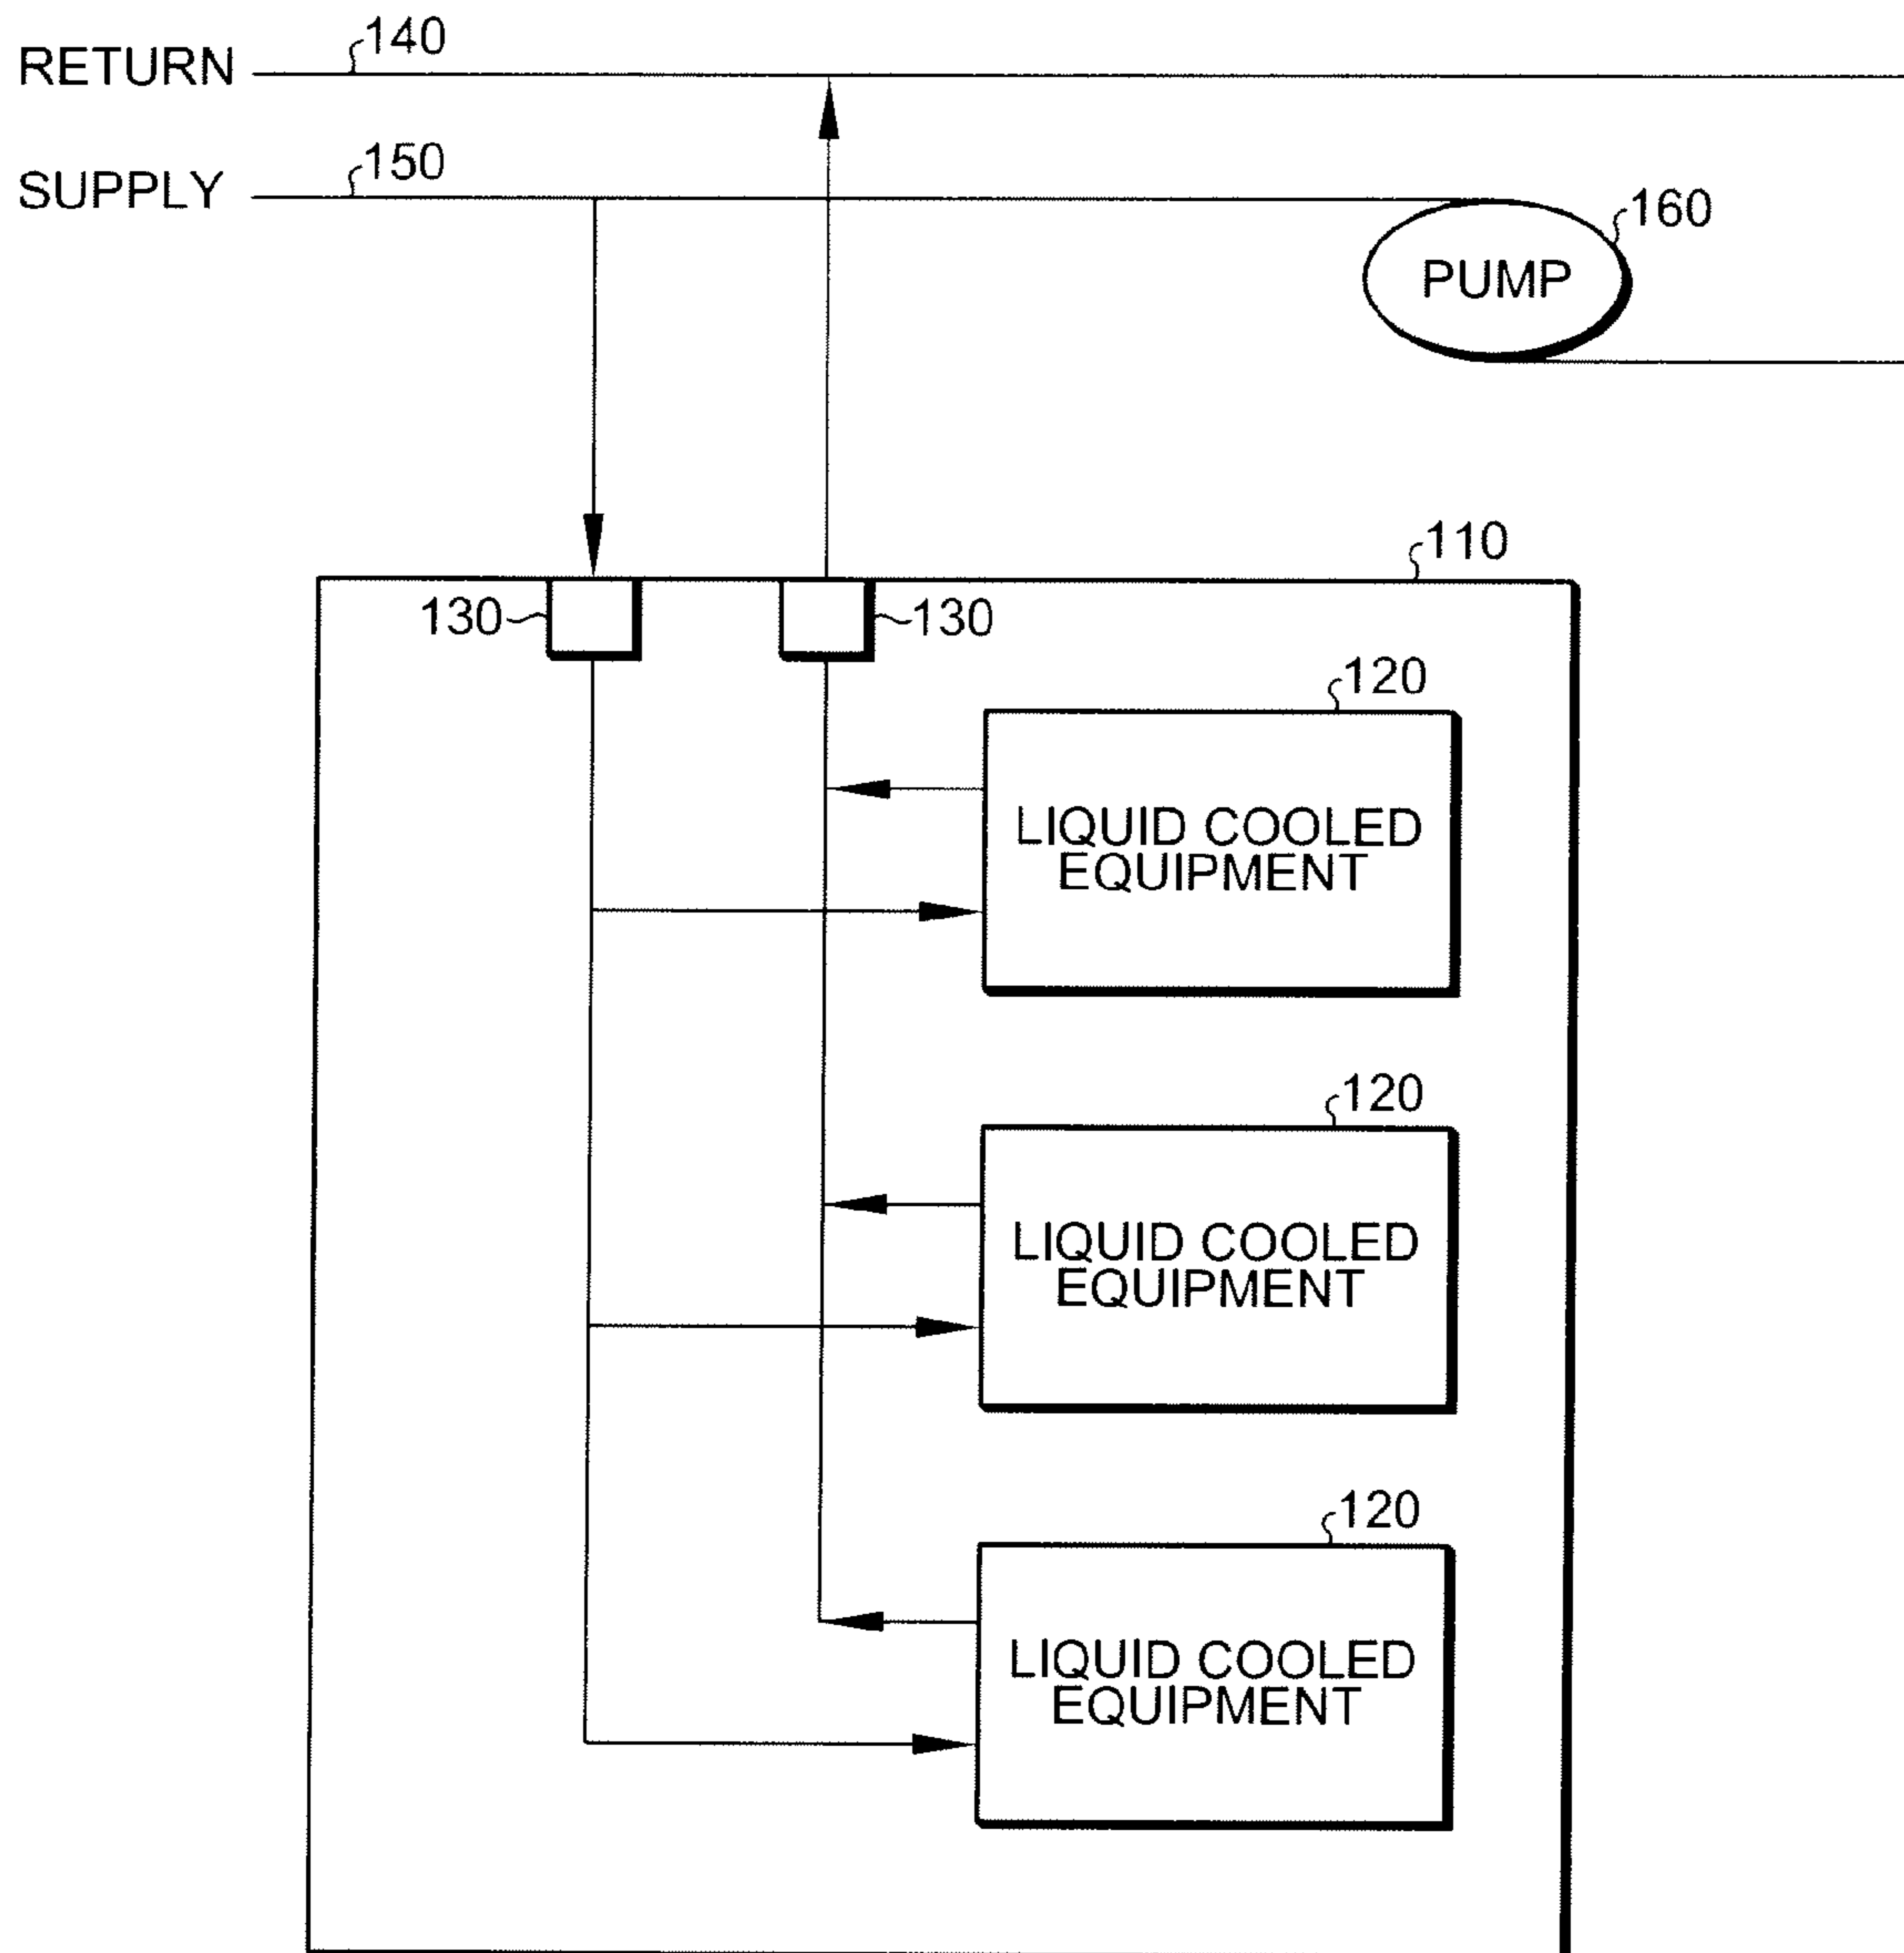 RETURN 140
SUPPLY 150
160
PUMP
110
130 130
120
LIQUID COOLED
EQUIPMENT
120
LIQUID COOLED
EQUIPMENT
120
LIQUID COOLED
EQUIPMENT